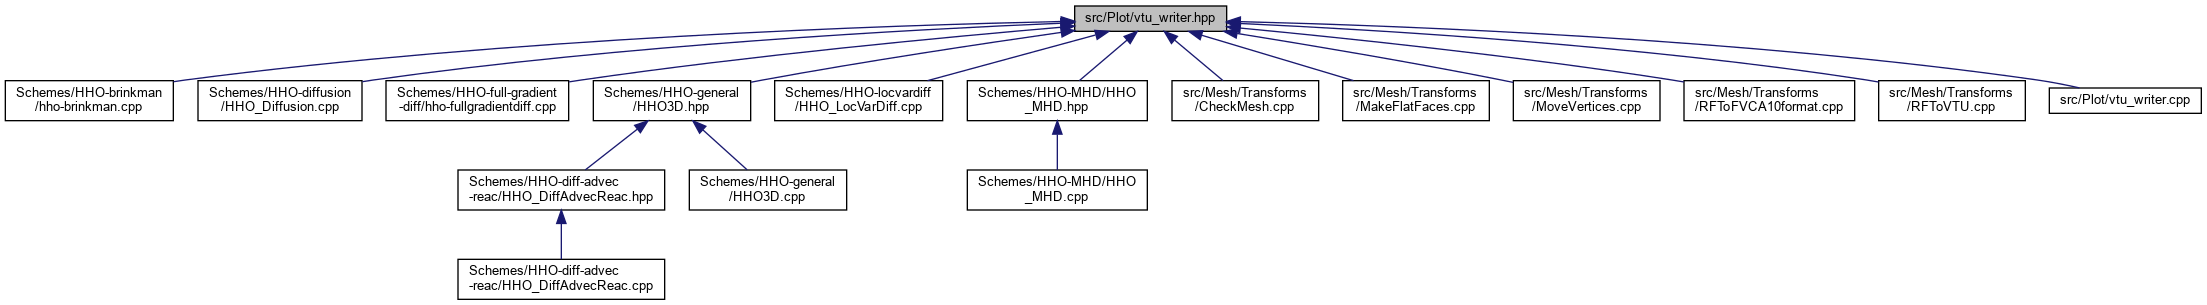 src/Plot/vtu_writer.hpp
Schemes/HHO-brinkman
/hho-brinkman.cpp
Schemes/HHO-diffusion
/HHO_Diffusion.cpp
Schemes/HHO-full-gradient
-diff/hho-fullgradientdiff.cpp
Schemes/HHO-general
/HHO3D.hpp
Schemes/HHO-locvardiff
/HHO_LocVarDiff.cpp
Schemes/HHO-MHD/HHO
_MHD.hpp
src/Mesh/Transforms
/CheckMesh.cpp
src/Mesh/Transforms
/MakeFlatFaces.cpp
src/Mesh/Transforms
/MoveVertices.cpp
src/Mesh/Transforms
/RFToFVCA10format.cpp
src/Mesh/Transforms
/RFToVTU.cpp
src/Plot/vtu_writer.cpp
Schemes/HHO-diff-advec
-reac/HHO_DiffAdvecReac.hpp
Schemes/HHO-general
/HHO3D.cpp
Schemes/HHO-MHD/HHO
_MHD.cpp
Schemes/HHO-diff-advec
-reac/HHO_DiffAdvecReac.cpp